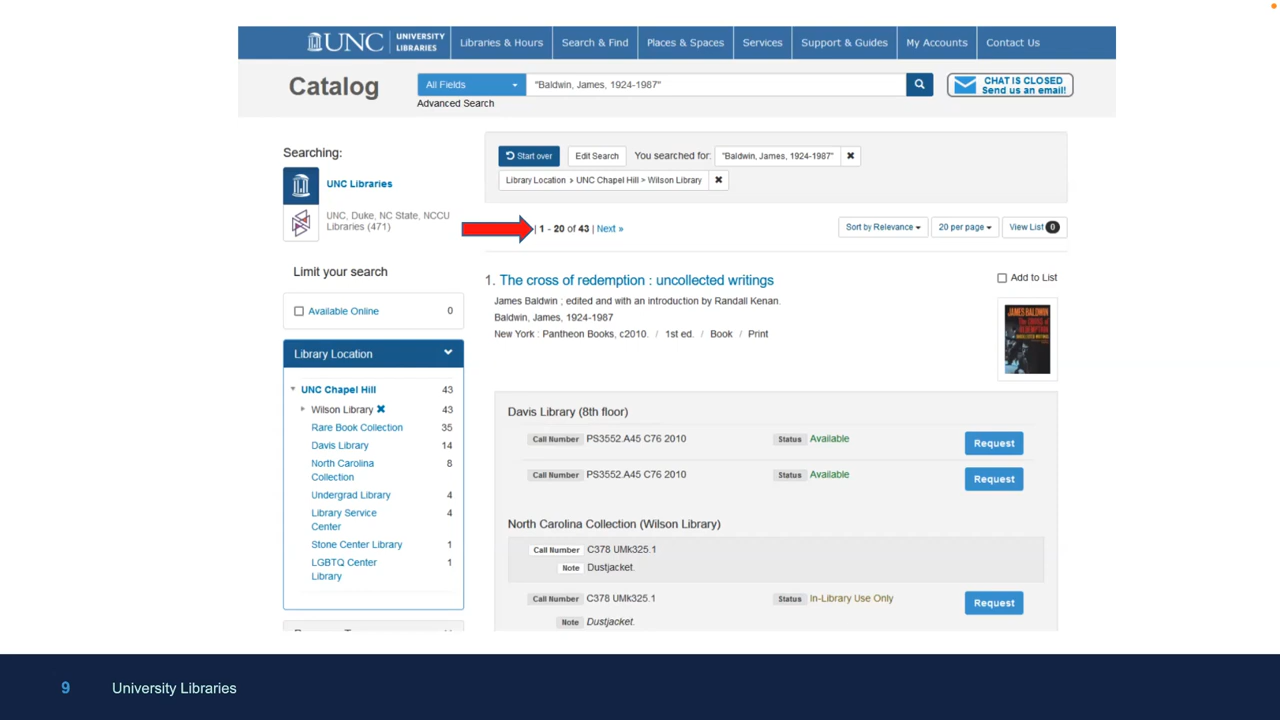 UNC UNIVERSITY LIBRARIES
Libraries & Hours
Search & Find
Places & Spaces
Services
Support & Guides
My Accounts
Contact Us
Catalog
All Fields
"Baldwin, James, 1924-1987"
CHAT IS CLOSED
Send us an email!
Advanced Search
Searching:
UNC Libraries
UNC, Duke, NC State, NCCU
Libraries (471)
Limit your search
Available Online 0
Library Location
UNC Chapel Hill 43
Wilson Library ✖ 43
Rare Book Collection 35
Davis Library 14
North Carolina
Collection 8
Undergrad Library 4
Library Service
Center 4
Stone Center Library 1
LGBTQ Center
Library 1
Start over
Edit Search
You searched for:
"Baldwin, James, 1924-1987" ✖
Library Location > UNC Chapel Hill > Wilson Library ✖
| 1 - 20 of 43 | Next »
Sort by Relevance
20 per page
View List 0
1. The cross of redemption : uncollected writings
Add to List
James Baldwin ; edited and with an introduction by Randall Kenan.
Baldwin, James, 1924-1987
New York : Pantheon Books, c2010. / 1st ed. / Book / Print
JAMES BALDWIN
Davis Library (8th floor)
Call Number PS3552.A45 C76 2010 Status Available Request
Call Number PS3552.A45 C76 2010 Status Available Request
North Carolina Collection (Wilson Library)
Call Number C378 UMk325.1
Note Dustjacket.
Call Number C378 UMk325.1 Status In-Library Use Only Request
Note Dustjacket.
9 University Libraries